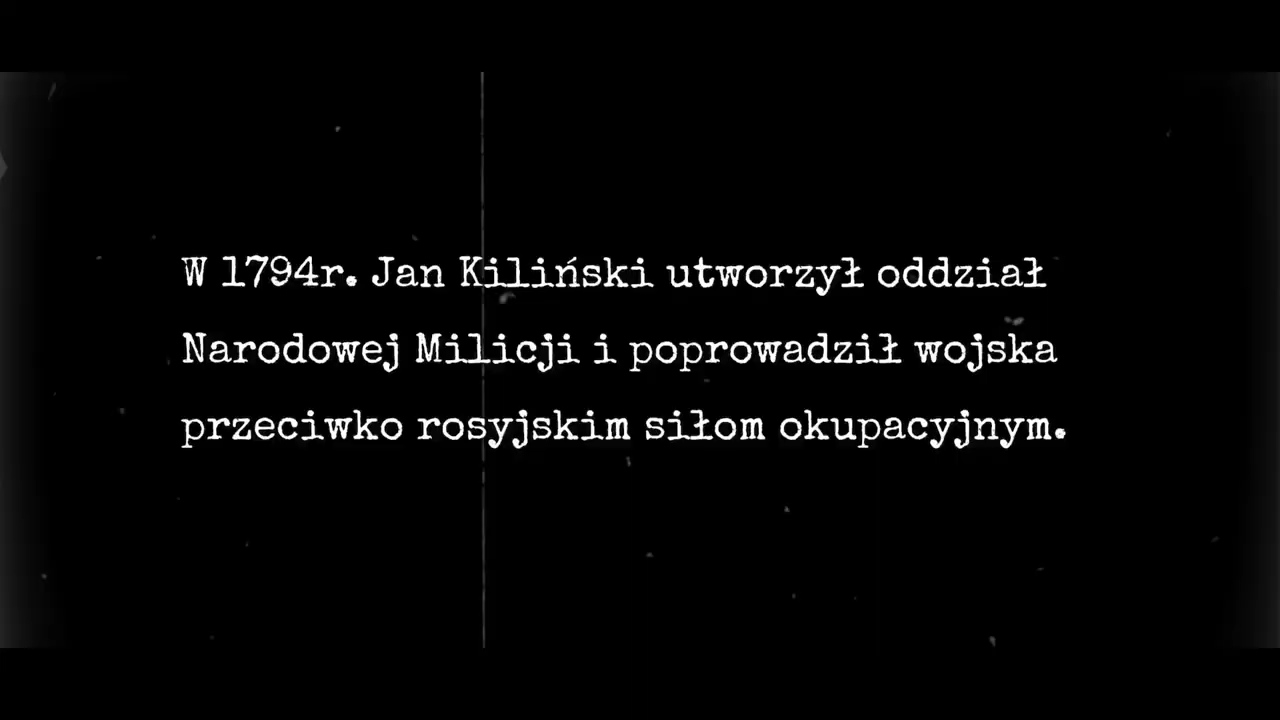 W 1794r. Jan Kiliński utworzył oddział
Narodowej Milicji i poprowadził wojska
przeciwko rosyjskim siłom okupacyjnym.